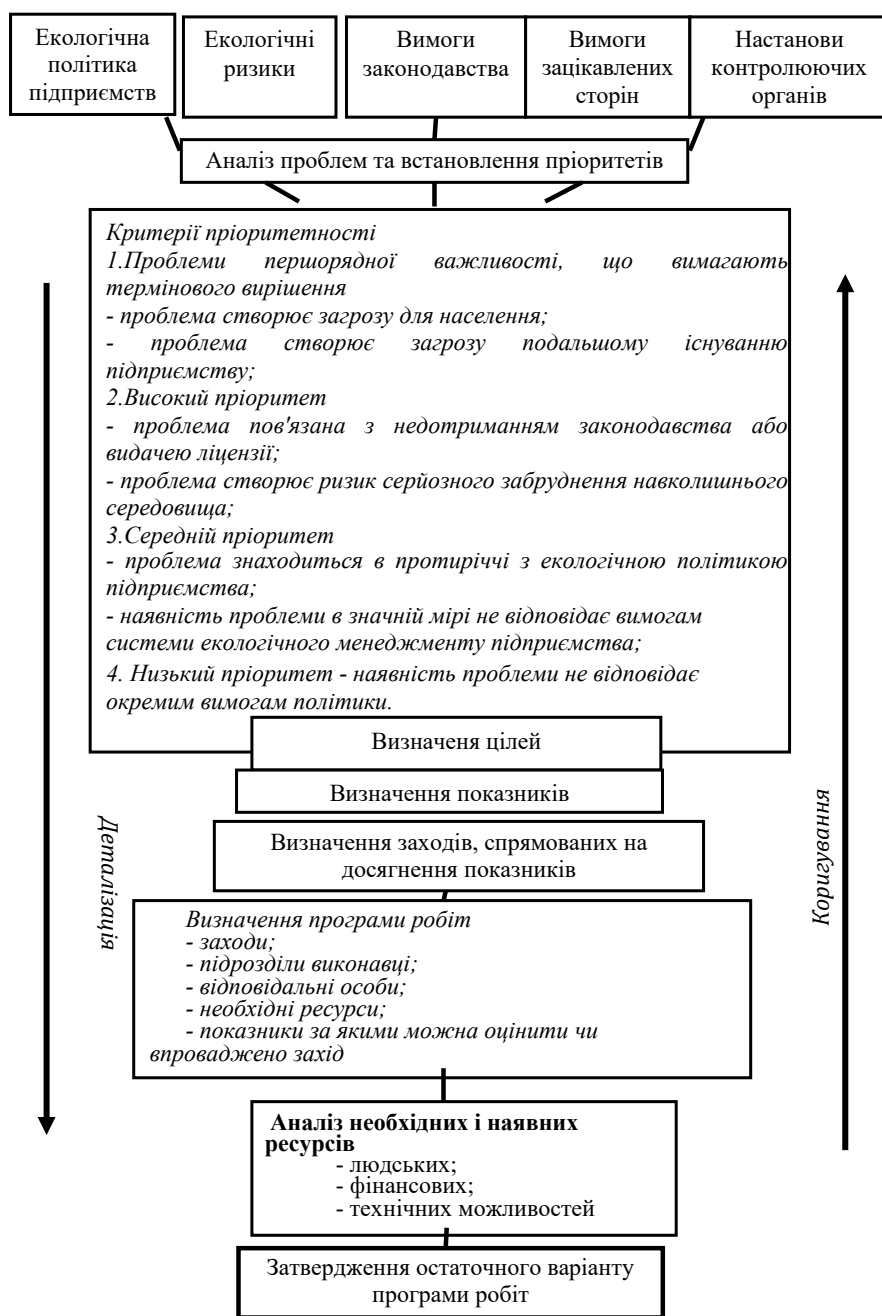 Екологічна
політика
підприємств
Екологічні
ризики
Вимоги
законодавства
Вимоги
зацікавлених
сторін
Настанови
контролюючих
органів
Аналіз проблем та встановлення пріоритетів
Критерії пріоритетності
1.Проблеми першорядної важливості, що вимагають
термінового вирішення
- проблема створює загрозу для населення;
- проблема створює загрозу подальшому існуванню
підприємству;
2.Високий пріоритет
- проблема пов'язана з недотриманням законодавства або
видачею ліцензії;
- проблема створює ризик серйозного забруднення навколишнього
середовища;
3.Середній пріоритет
- проблема знаходиться в протиріччі з екологічною політикою
підприємства;
- наявність проблеми в значній мірі не відповідає вимогам
системи екологічного менеджменту підприємства;
4. Низький пріоритет - наявність проблеми не відповідає
окремим вимогам політики.
Визначеня цілей
Визначення показників
Визначення заходів, спрямованих на
досягнення показників
Визначення програми робіт
- заходи;
- підрозділи виконавці;
- відповідальні особи;
- необхідні ресурси;
- показники за якими можна оцінити чи
впроваджено захід
Аналіз необхідних і наявних
ресурсів
- людських;
- фінансових;
- технічних можливостей
Затвердження остаточного варіанту
програми робіт
Деталізація
Коригування